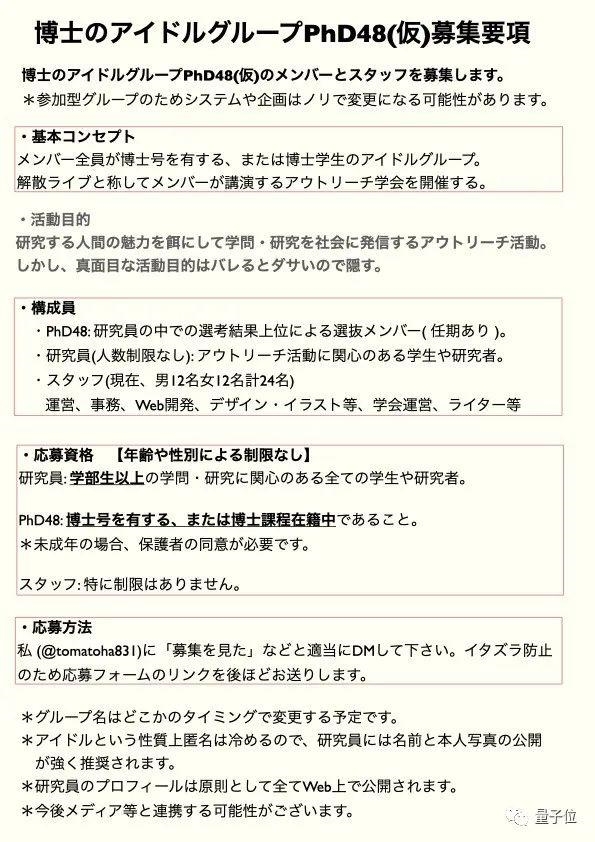 博士のアイドルグループPhD48(仮)募集要項
博士のアイドルグループPhD48(仮)のメンバーとスタッフを募集します。
＊参加型グループのためシステムや企画はノリで変更になる可能性があります。
・基本コンセプト
メンバー全員が博士号を有する、または博士学生のアイドルグループ。
解散ライブと称してメンバーが講演するアウトリーチ学会を開催する。
・活動目的
研究する人間の魅力を餌にして学問・研究を社会に発信するアウトリーチ活動。
しかし、真面目な活動目的はバレるとダサいので隠す。
・構成員
・PhD48: 研究員の中での選考結果上位による選抜メンバー( 任期あり )。
・研究員(人数制限なし): アウトリーチ活動に関心のある学生や研究者。
・スタッフ(現在、男12名女12名計24名)
運営、事務、Web開発、デザイン・イラスト等、学会運営、ライター等
・応募資格　【年齢や性別による制限なし】
研究員: 学部生以上の学問・研究に関心のある全ての学生や研究者。
PhD48: 博士号を有する、または博士課程在籍中であること。
＊未成年の場合、保護者の同意が必要です。
スタッフ: 特に制限はありません。
・応募方法
私 (@tomatoha831)に「募集を見た」などと適当にDMして下さい。イタズラ防止
のため応募フォームのリンクを後ほどお送りします。
＊グループ名はどこかのタイミングで変更する予定です。
＊アイドルという性質上匿名は冷めるので、研究員には名前と本人写真の公開
が強く推奨されます。
＊研究員のプロフィールは原則として全てWeb上で公開されます。
＊今後メディア等と連携する可能性がございます。
量子位